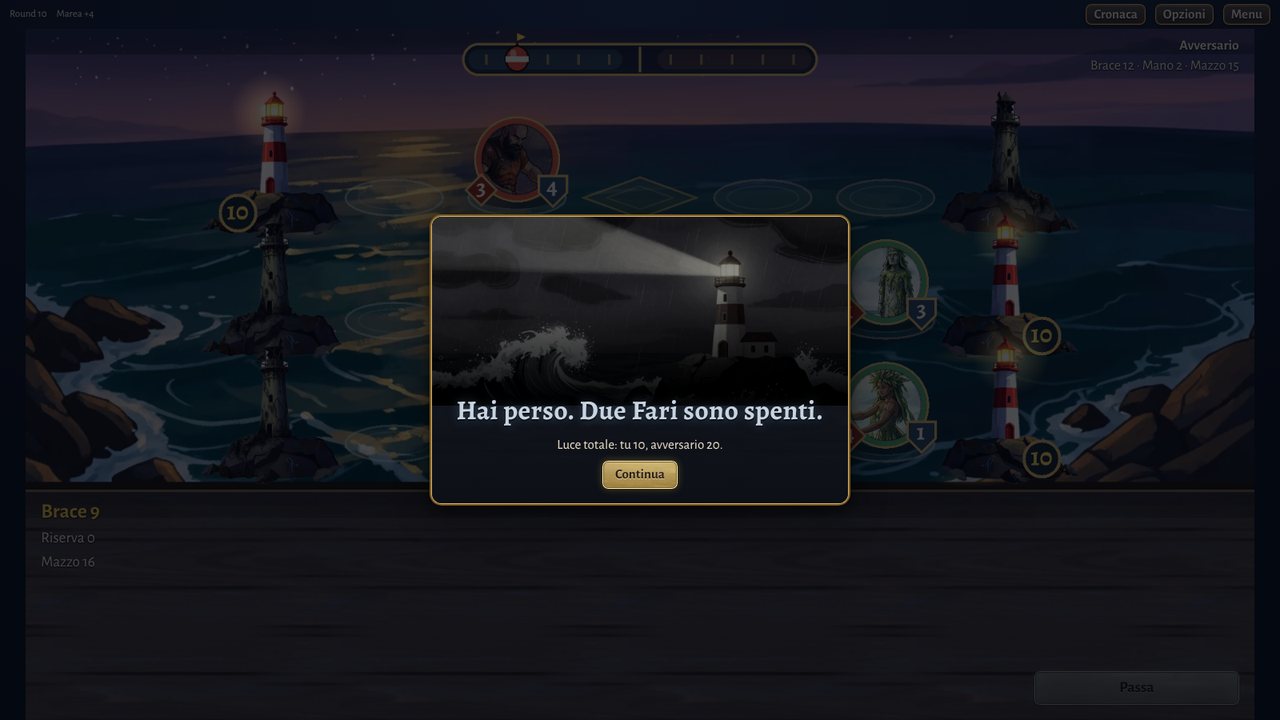 Round 10 Marea +4
Cronaca Opzioni Menu
Avversario
Brace 12 · Mano 2 · Mazzo 15
3 4
10
3
10
1
10
Hai perso. Due Fari sono spenti.
Luce totale: tu 10, avversario 20.
Continua
Brace 9
Riserva 0
Mazzo 16
Passa